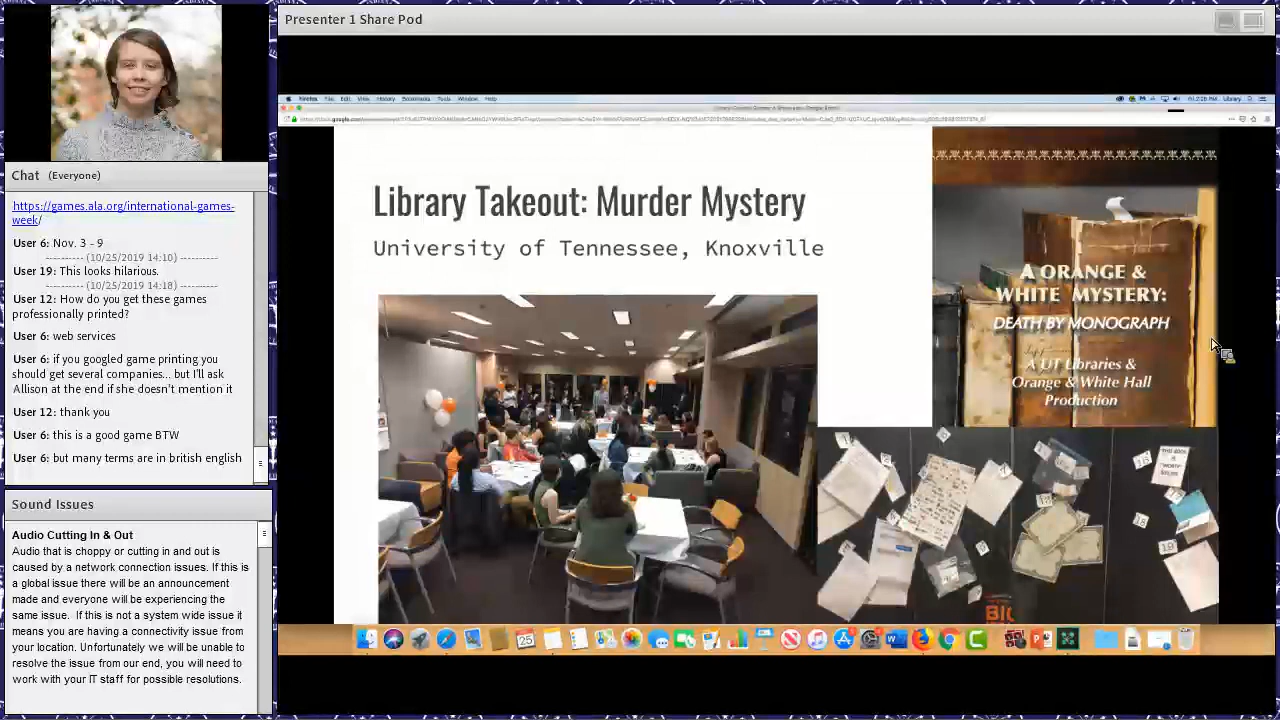 Presenter 1 Share Pod
Chat (Everyone)
https://games.ala.org/international-games-
week/
User 6: Nov. 3 - 9
---------- (10/25/2019 14:10) ----------
User 19: This looks hilarious.
---------- (10/25/2019 14:18) ----------
User 12: How do you get these games
professionally printed?
User 6: web services
User 6: if you googled game printing you
should get several companies... but I'll ask
Allison at the end if she doesn't mention it
User 12: thank you
User 6: this is a good game BTW
User 6: but many terms are in british english
Sound Issues
Audio Cutting In & Out
Audio that is choppy or cutting in and out is
caused by a network connection issues. If this is
a global issue there will be an announcement
made and everyone will be experiencing the
same issue. If this is not a system wide issue it
means you are having a connectivity issue from
your location. Unfortunately we will be unable to
resolve the issue from our end, you will need to
work with your IT staff for possible resolutions.
Firefox File Edit View History Bookmarks Tools Window Help
Library Takeout: Murder Mystery
University of Tennessee, Knoxville
A ORANGE &
WHITE MYSTERY:
DEATH BY MONOGRAPH
A UT Libraries &
Orange & White Hall
Production
25